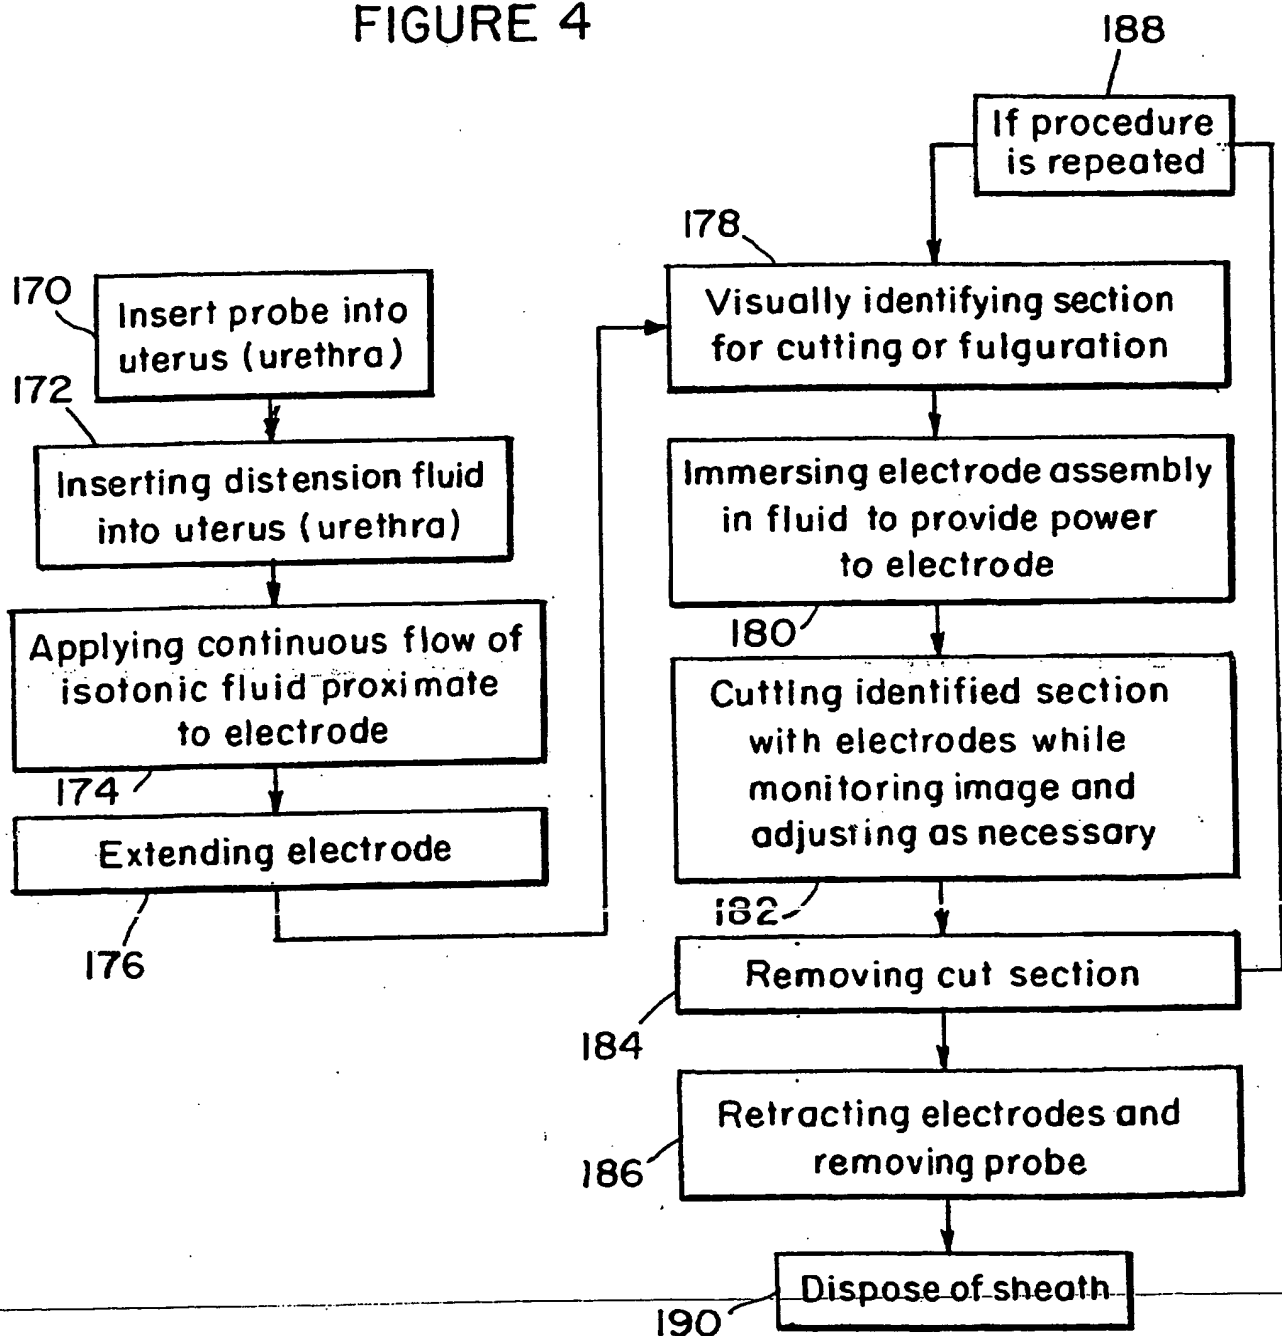 FIGURE 4
170
Insert probe into
uterus (urethra)
172
Inserting distension fluid
into uterus (urethra)
Applying continuous flow of
isotonic fluid proximate
to electrode
174
Extending electrode
176
188
If procedure
is repeated
178
Visually identifying section
for cutting or fulguration
Immersing electrode assembly
in fluid to provide power
to electrode
180
Cutting identified section
with electrodes while
monitoring image and
adjusting as necessary
182
Removing cut section
184
Retracting electrodes and
removing probe
186
Dispose of sheath
190